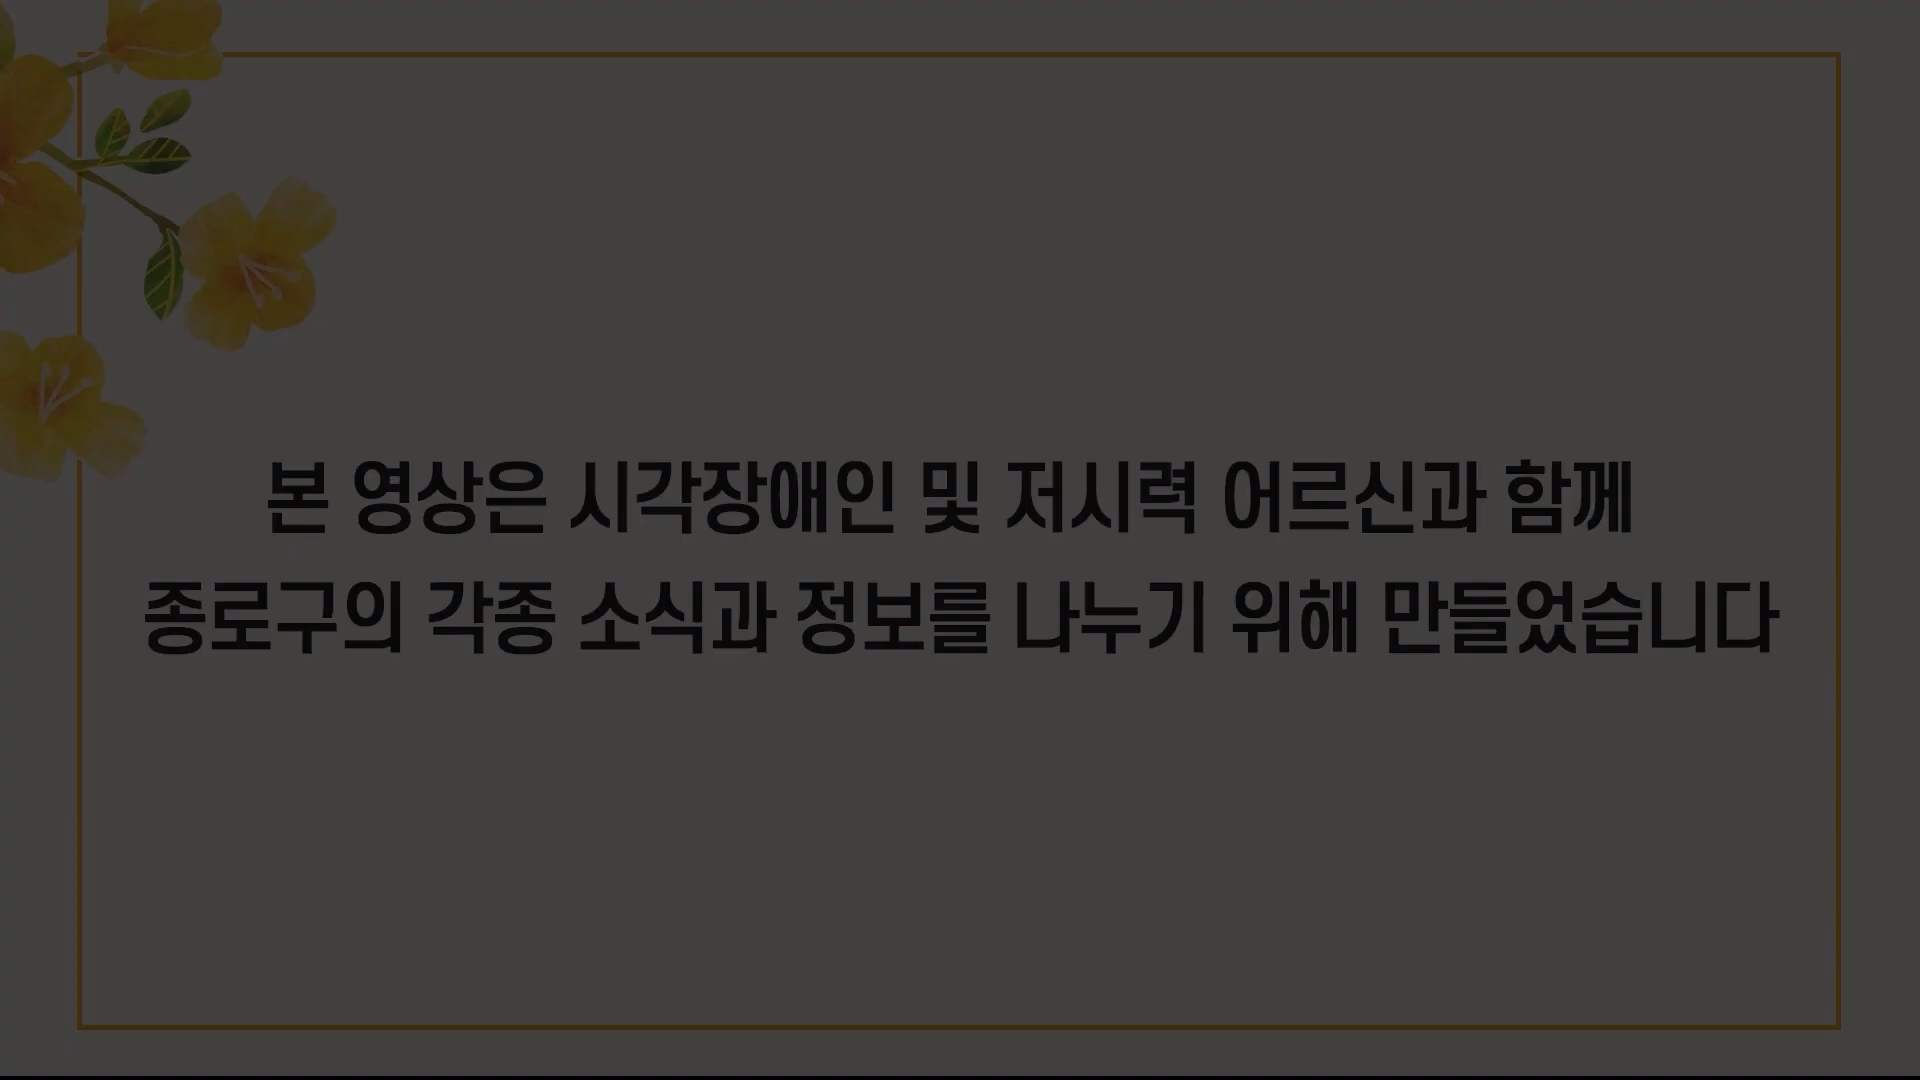 본 영상은 시각장애인 및 저시력 어르신과 함께
종로구의 각종 소식과 정보를 나누기 위해 만들었습니다